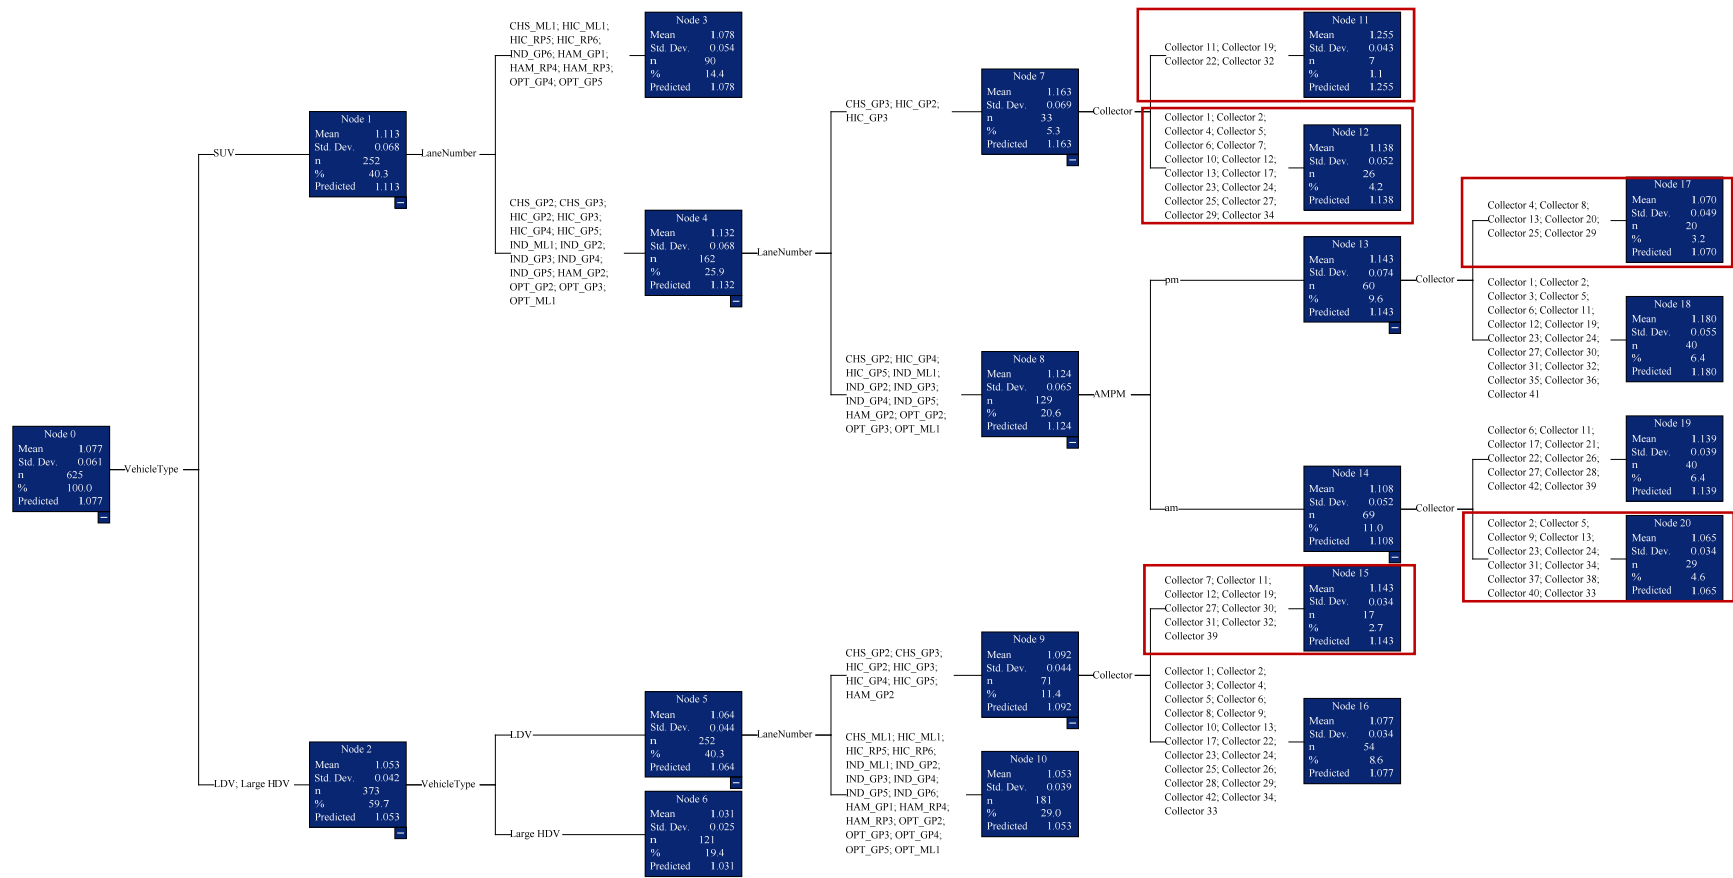 Node 0
Mean 1.077
Std. Dev. 0.061
n 625
% 100.0
Predicted 1.077
VehicleType
SUV
LDV; Large HDV
Node 1
Mean 1.113
Std. Dev. 0.068
n 252
% 40.3
Predicted 1.113
LaneNumber
Node 2
Mean 1.053
Std. Dev. 0.042
n 373
% 59.7
Predicted 1.053
VehicleType
CHS_ML1; HIC_ML1;
HIC_RP5; HIC_RP6;
IND_GP6; HAM_GP1;
HAM_RP4; HAM_RP3;
OPT_GP4; OPT_GP5
Node 3
Mean 1.078
Std. Dev. 0.054
n 90
% 14.4
Predicted 1.078
CHS_GP2; CHS_GP3;
HIC_GP2; HIC_GP3;
HIC_GP4; HIC_GP5;
IND_ML1; IND_GP2;
IND_GP3; IND_GP4;
IND_GP5; HAM_GP2;
OPT_GP2; OPT_GP3;
OPT_ML1
Node 4
Mean 1.132
Std. Dev. 0.068
n 162
% 25.9
Predicted 1.132
LaneNumber
LDV
Node 5
Mean 1.064
Std. Dev. 0.044
n 252
% 40.3
Predicted 1.064
LaneNumber
Large HDV
Node 6
Mean 1.031
Std. Dev. 0.025
n 121
% 19.4
Predicted 1.031
CHS_GP3; HIC_GP2;
HIC_GP3
Node 7
Mean 1.163
Std. Dev. 0.069
n 33
% 5.3
Predicted 1.163
Collector
CHS_GP2; HIC_GP4;
HIC_GP5; IND_ML1;
IND_GP2; IND_GP3;
IND_GP4; IND_GP5;
HAM_GP2; OPT_GP2;
OPT_GP3; OPT_ML1
Node 8
Mean 1.124
Std. Dev. 0.065
n 129
% 20.6
Predicted 1.124
AMPM
CHS_GP2; CHS_GP3;
HIC_GP2; HIC_GP3;
HIC_GP4; HIC_GP5;
HAM_GP2
Node 9
Mean 1.092
Std. Dev. 0.044
n 71
% 11.4
Predicted 1.092
Collector
CHS_ML1; HIC_ML1;
HIC_RP5; HIC_RP6;
IND_ML1; IND_GP2;
IND_GP3; IND_GP4;
IND_GP5; IND_GP6;
HAM_GP1; HAM_RP4;
HAM_RP3; OPT_GP2;
OPT_GP3; OPT_GP4;
OPT_GP5; OPT_ML1
Node 10
Mean 1.053
Std. Dev. 0.039
n 181
% 29.0
Predicted 1.053
Collector 11; Collector 19;
Collector 22; Collector 32
Node 11
Mean 1.255
Std. Dev. 0.043
n 7
% 1.1
Predicted 1.255
Collector 1; Collector 2;
Collector 4; Collector 5;
Collector 6; Collector 7;
Collector 10; Collector 12;
Collector 13; Collector 17;
Collector 23; Collector 24;
Collector 25; Collector 27;
Collector 29; Collector 34
Node 12
Mean 1.138
Std. Dev. 0.052
n 26
% 4.2
Predicted 1.138
pm
Node 13
Mean 1.143
Std. Dev. 0.074
n 60
% 9.6
Predicted 1.143
Collector
am
Node 14
Mean 1.108
Std. Dev. 0.052
n 69
% 11.0
Predicted 1.108
Collector
Collector 7; Collector 11;
Collector 12; Collector 19;
Collector 27; Collector 30;
Collector 31; Collector 32;
Collector 39
Node 15
Mean 1.143
Std. Dev. 0.034
n 17
% 2.7
Predicted 1.143
Collector 1; Collector 2;
Collector 3; Collector 4;
Collector 5; Collector 6;
Collector 8; Collector 9;
Collector 10; Collector 13;
Collector 17; Collector 22;
Collector 23; Collector 24;
Collector 25; Collector 26;
Collector 28; Collector 29;
Collector 42; Collector 34;
Collector 33
Node 16
Mean 1.077
Std. Dev. 0.034
n 54
% 8.6
Predicted 1.077
Collector 4; Collector 8;
Collector 13; Collector 20;
Collector 25; Collector 29
Node 17
Mean 1.070
Std. Dev. 0.049
n 20
% 3.2
Predicted 1.070
Collector 1; Collector 2;
Collector 3; Collector 5;
Collector 6; Collector 11;
Collector 12; Collector 19;
Collector 23; Collector 24;
Collector 27; Collector 30;
Collector 31; Collector 32;
Collector 35; Collector 36;
Collector 41
Node 18
Mean 1.180
Std. Dev. 0.055
n 40
% 6.4
Predicted 1.180
Collector 6; Collector 11;
Collector 17; Collector 21;
Collector 22; Collector 26;
Collector 27; Collector 28;
Collector 42; Collector 39
Node 19
Mean 1.139
Std. Dev. 0.039
n 40
% 6.4
Predicted 1.139
Collector 2; Collector 5;
Collector 9; Collector 13;
Collector 23; Collector 24;
Collector 31; Collector 34;
Collector 37; Collector 38;
Collector 40; Collector 33
Node 20
Mean 1.065
Std. Dev. 0.034
n 29
% 4.6
Predicted 1.065